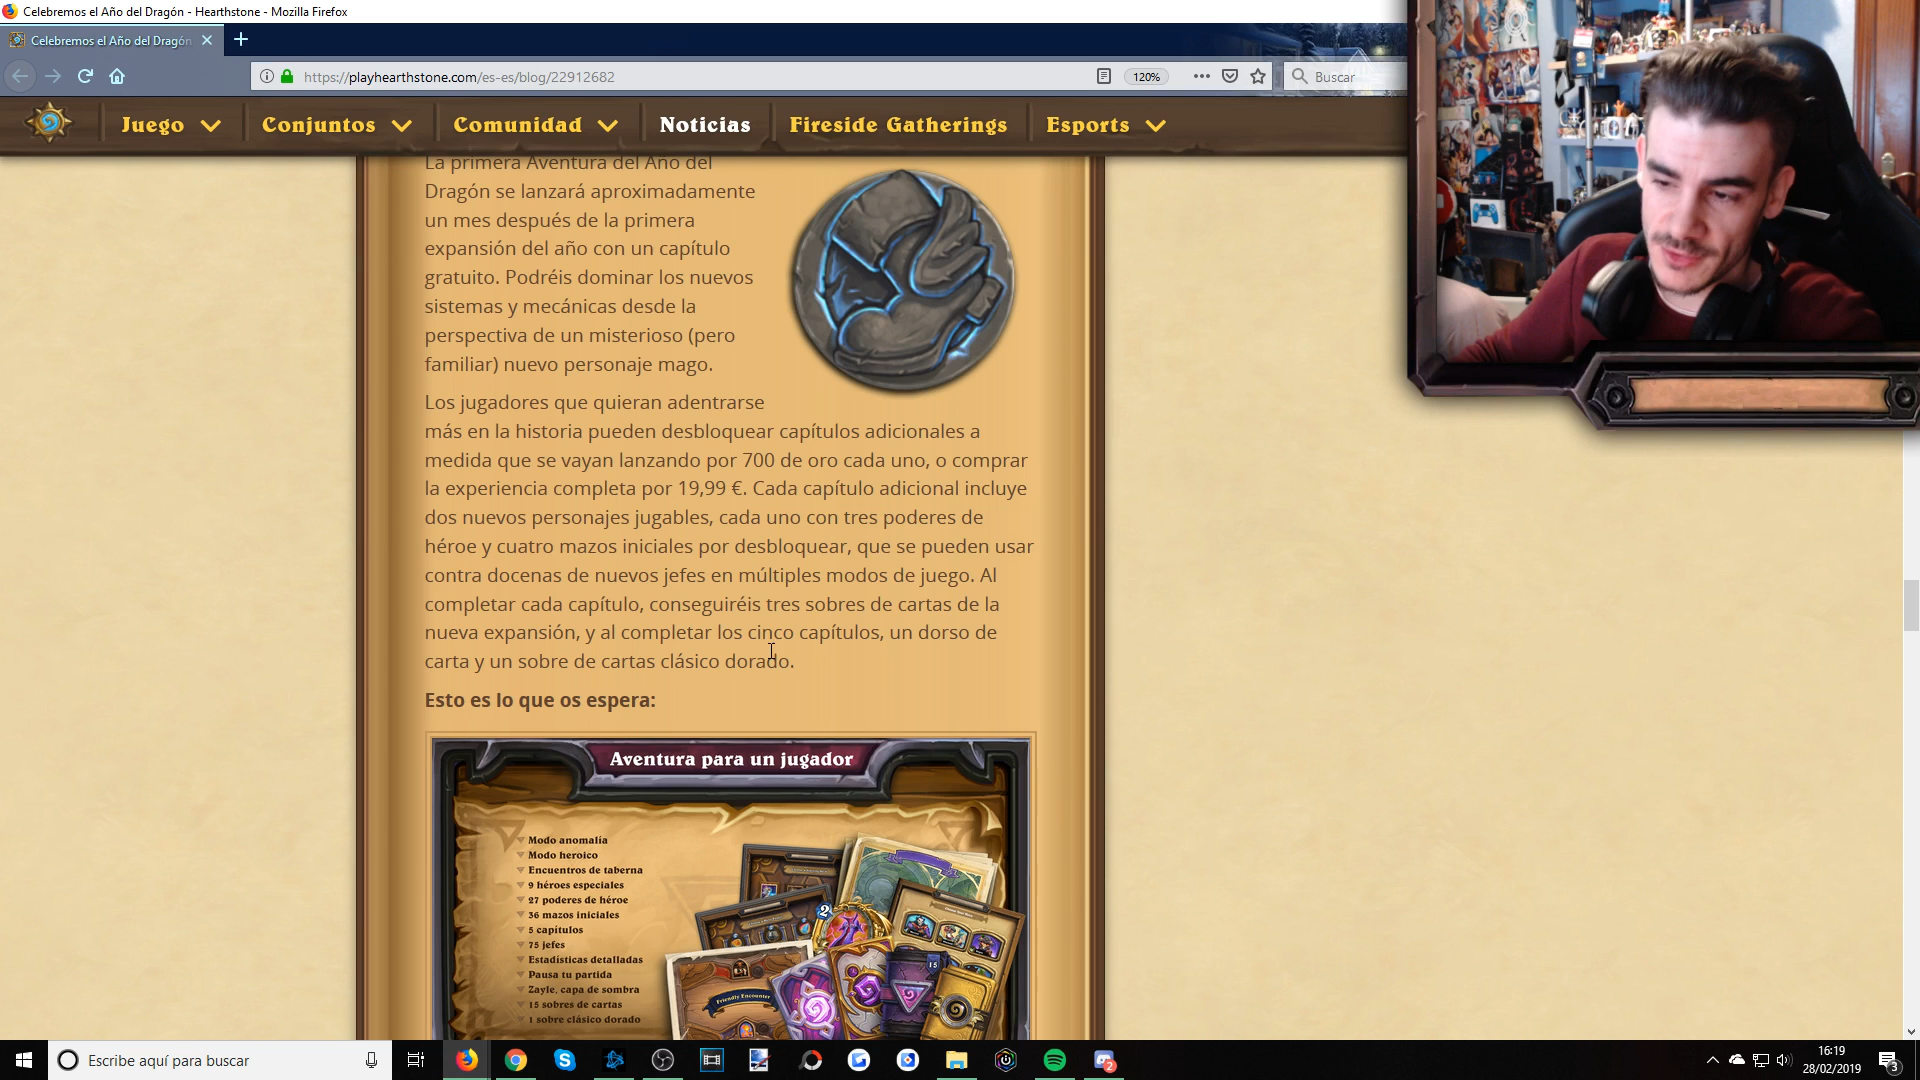 Celebremos el Año del Dragón - Hearthstone - Mozilla Firefox
Celebremos el Año del Dragón
https://playhearthstone.com/es-es/blog/22912682
120%
Buscar
Juego
Conjuntos
Comunidad
Noticias
Fireside Gatherings
Esports
La primera Aventura del Año del
Dragón se lanzará aproximadamente
un mes después de la primera
expansión del año con un capítulo
gratuito. Podréis dominar los nuevos
sistemas y mecánicas desde la
perspectiva de un misterioso (pero
familiar) nuevo personaje mago.
Los jugadores que quieran adentrarse
más en la historia pueden desbloquear capítulos adicionales a
medida que se vayan lanzando por 700 de oro cada uno, o comprar
la experiencia completa por 19,99 €. Cada capítulo adicional incluye
dos nuevos personajes jugables, cada uno con tres poderes de
héroe y cuatro mazos iniciales por desbloquear, que se pueden usar
contra docenas de nuevos jefes en múltiples modos de juego. Al
completar cada capítulo, conseguiréis tres sobres de cartas de la
nueva expansión, y al completar los cinco capítulos, un dorso de
carta y un sobre de cartas clásico dorado.
Esto es lo que os espera:
Aventura para un jugador
Modo anomalía
Modo heroico
Encuentros de taberna
9 héroes especiales
27 poderes de héroe
36 mazos iniciales
5 capítulos
75 jefes
Estadísticas detalladas
Pausa tu partida
Zayle, capa de sombra
15 sobres de cartas
1 sobre clásico dorado
2
15
Friendly Encounter
Escribe aquí para buscar
2
16:19
28/02/2019
3